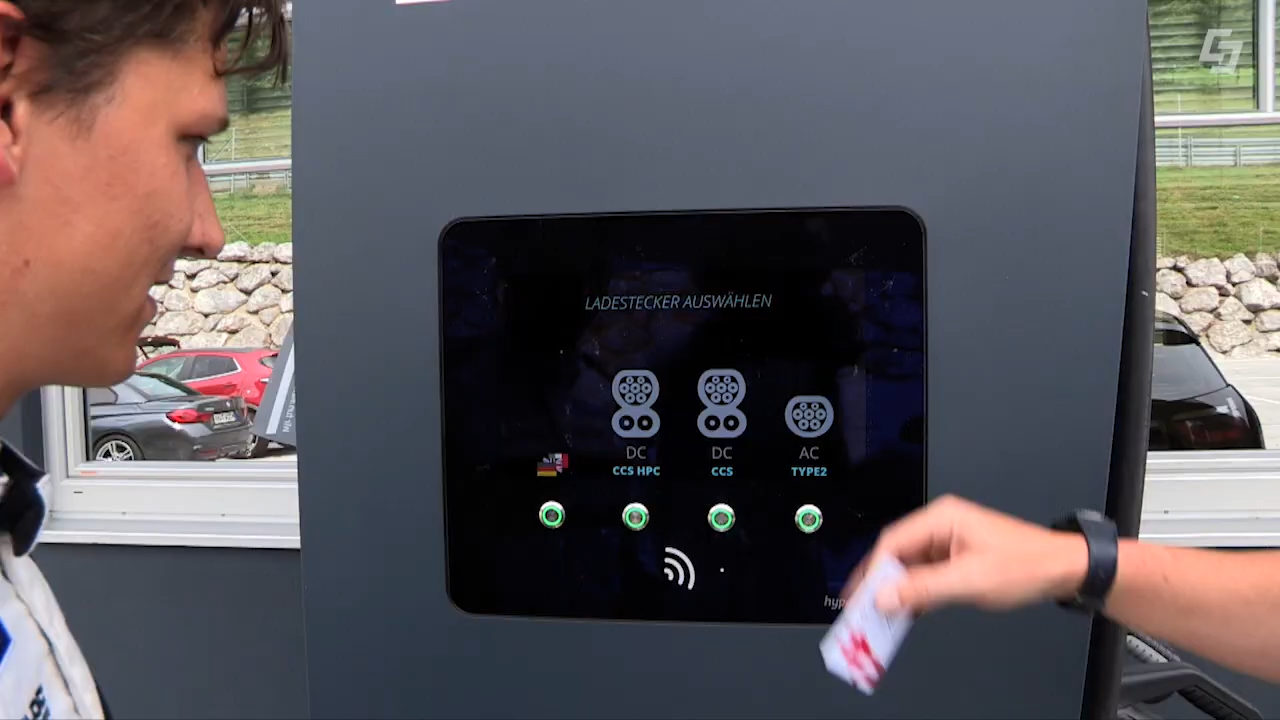 LADESTECKER AUSWÄHLEN
DC
CCS HPC
DC
CCS
AC
TYPE2